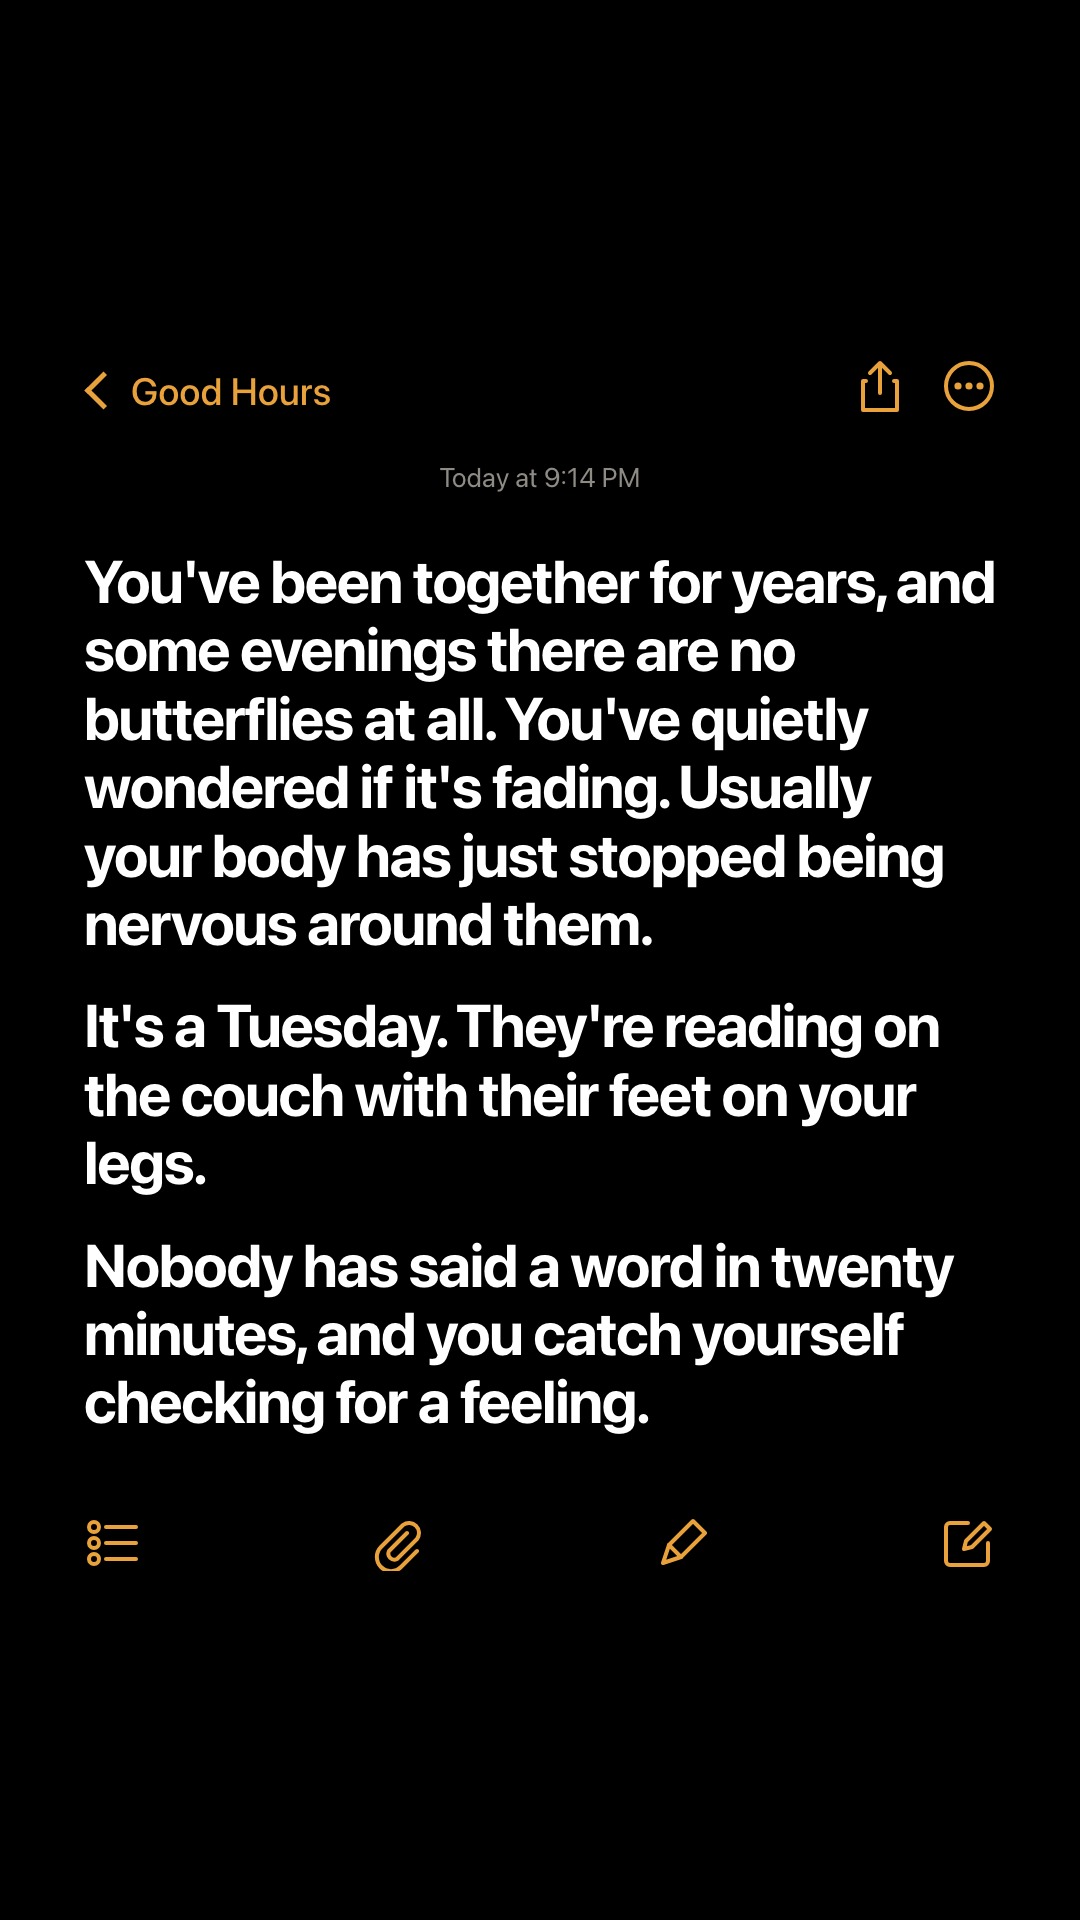 Good Hours
Today at 9:14 PM
You've been together for years, and
some evenings there are no
butterflies at all. You've quietly
wondered if it's fading. Usually
your body has just stopped being
nervous around them.
It's a Tuesday. They're reading on
the couch with their feet on your
legs.
Nobody has said a word in twenty
minutes, and you catch yourself
checking for a feeling.